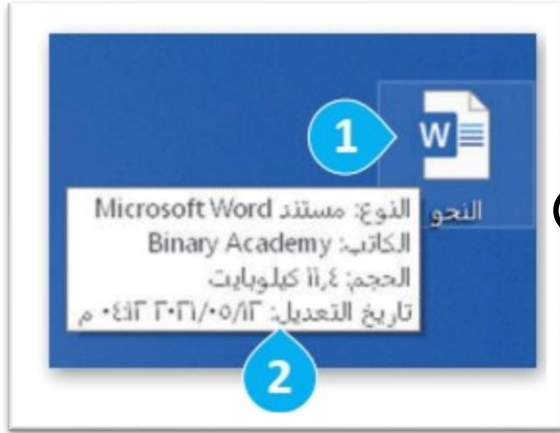 1
W
النحو
النوع: مستند Microsoft Word
الكاتب: Binary Academy
الحجم: ١١,٤ كيلوبايت
تاريخ التعديل: ٢٠٢١/٠٥/١٢ ٠٤:١٢ م
2